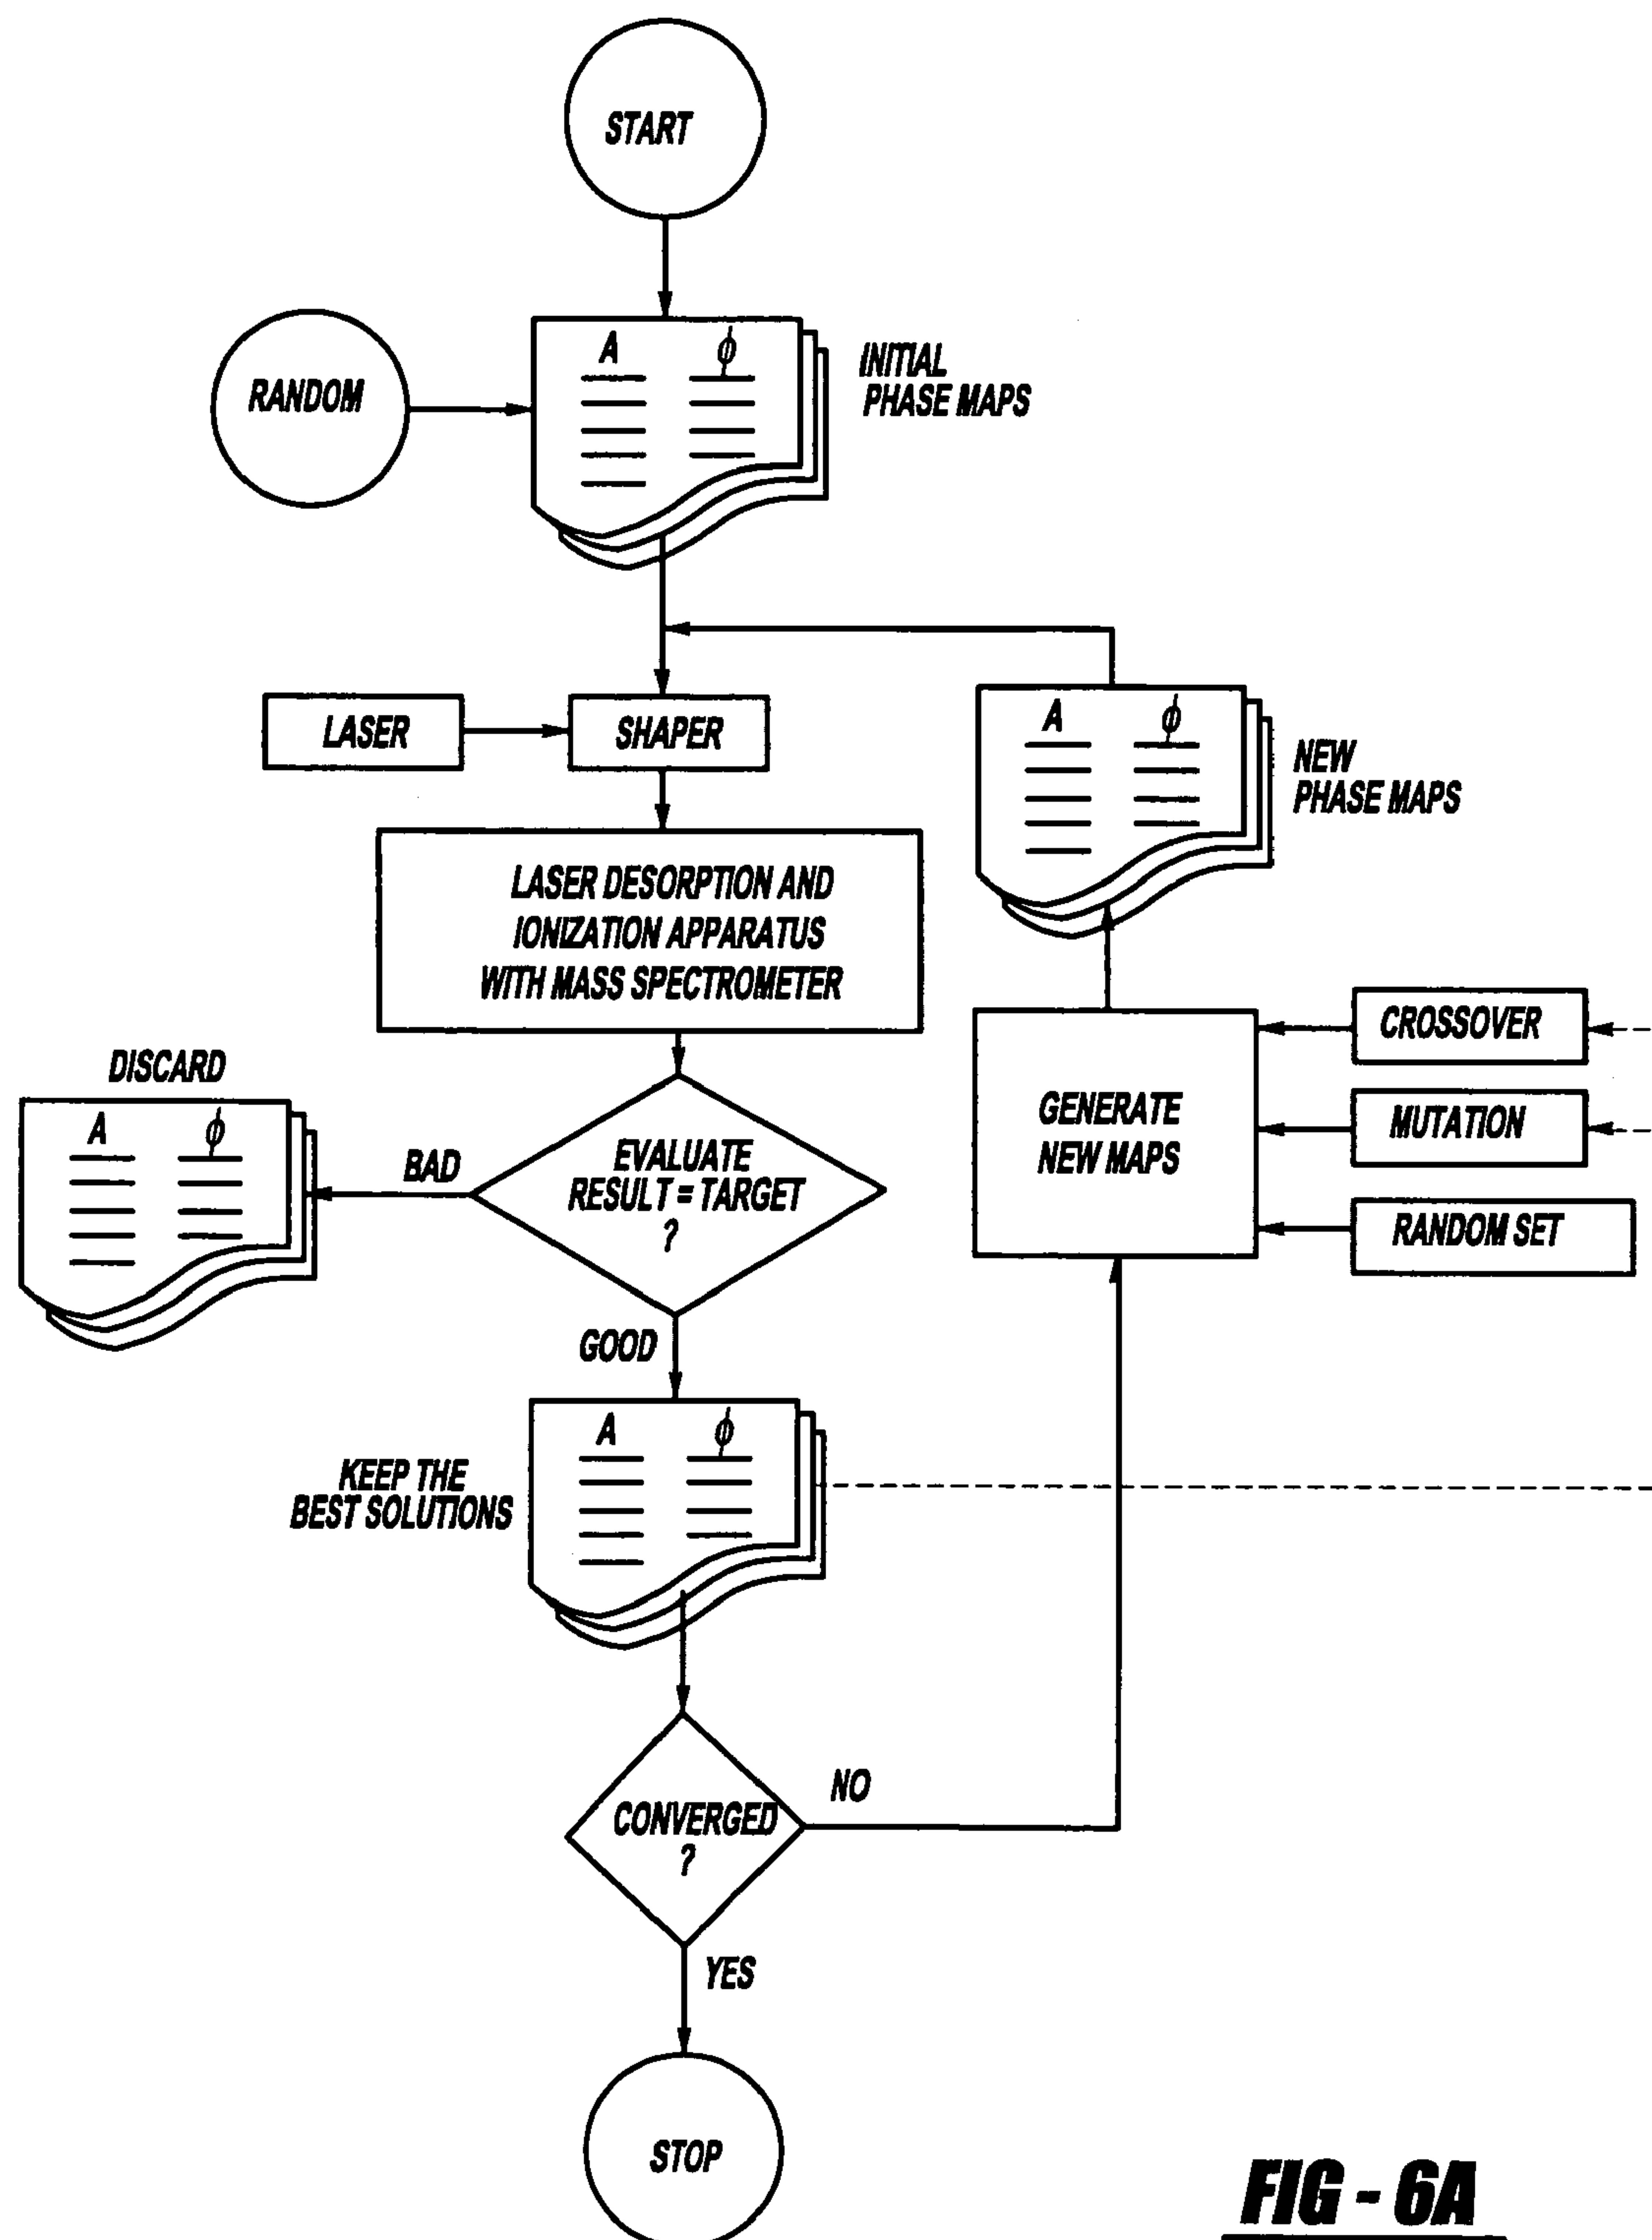 START
RANDOM
A ϕ
INITIAL
PHASE MAPS
LASER
SHAPER
A ϕ
NEW
PHASE MAPS
LASER DESORPTION AND
IONIZATION APPARATUS
WITH MASS SPECTROMETER
CROSSOVER
MUTATION
RANDOM SET
GENERATE
NEW MAPS
DISCARD
A ϕ
BAD
EVALUATE
RESULT = TARGET
?
GOOD
A ϕ
KEEP THE
BEST SOLUTIONS
CONVERGED
?
NO
YES
STOP
FIG - 6A